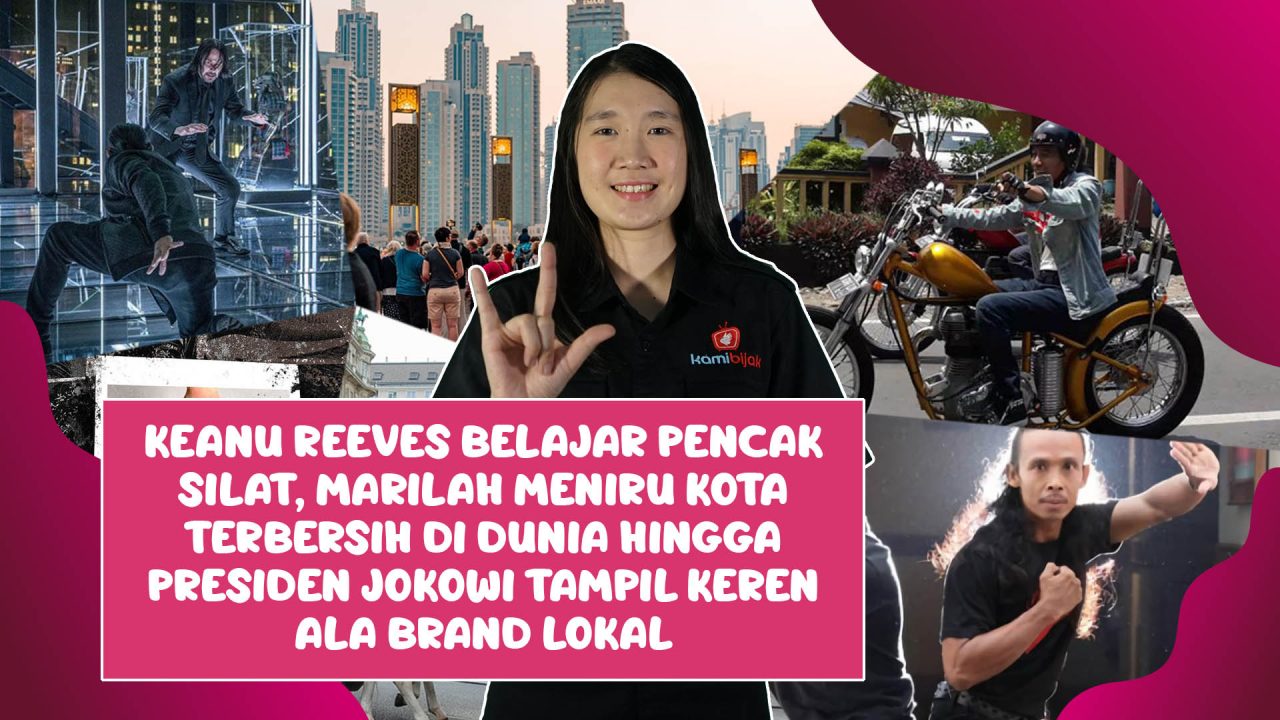 kamibijak
KEANU REEVES BELAJAR PENCAK
SILAT, MARILAH MENIRU KOTA
TERBERSIH DI DUNIA HINGGA
PRESIDEN JOKOWI TAMPIL KEREN
ALA BRAND LOKAL